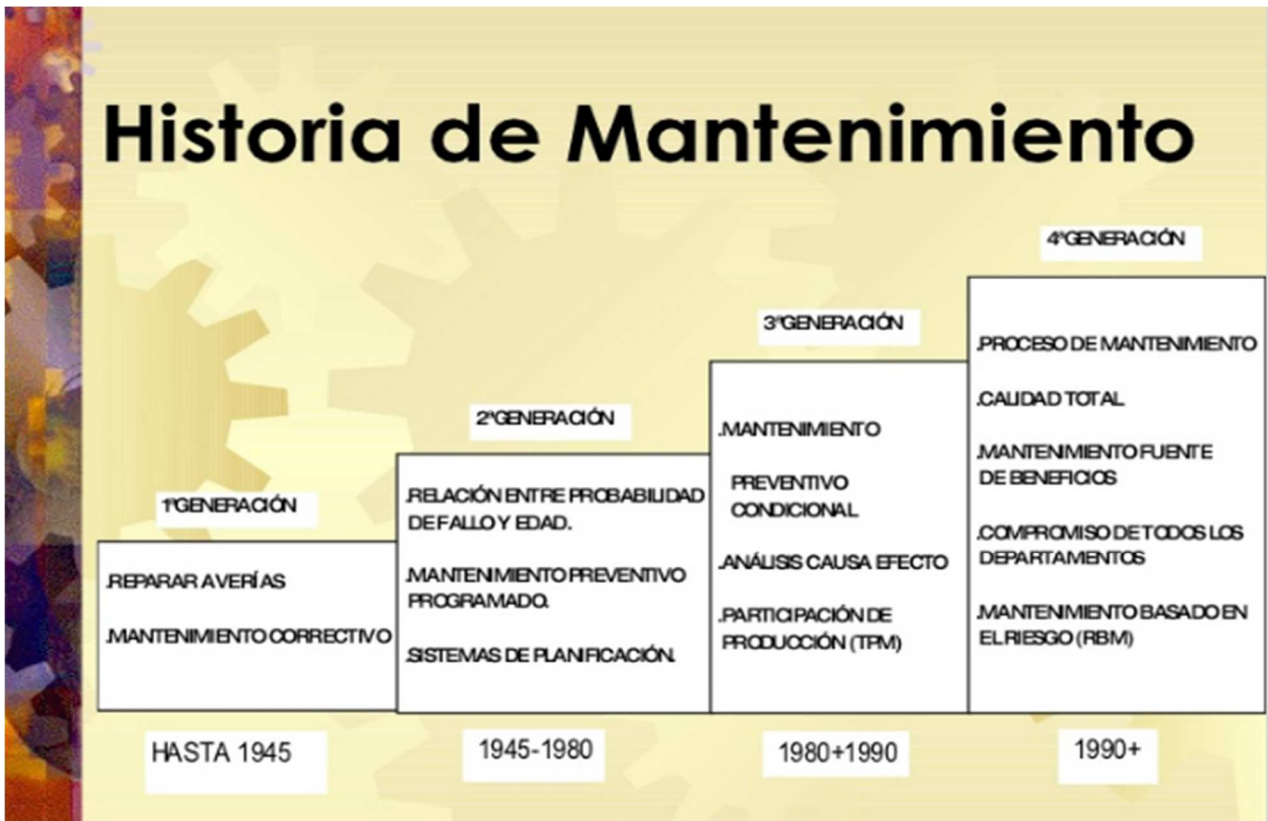 Historia de Mantenimiento
1ªGENERACIÓN
.REPARAR AVERÍAS
.MANTENIMIENTO CORRECTIVO
HASTA 1945
2ªGENERACIÓN
.RELACIÓN ENTRE PROBABILIDAD
DE FALLO Y EDAD.
.MANTENIMIENTO PREVENTIVO
PROGRAMADO.
.SISTEMAS DE PLANIFICACIÓN.
1945-1980
3ªGENERACIÓN
.MANTENIMIENTO
PREVENTIVO
CONDICIONAL
.ANÁLISIS CAUSA EFECTO
.PARTICIPACIÓN DE
PRODUCCIÓN (TPM)
1980+1990
4ªGENERACIÓN
.PROCESO DE MANTENIMIENTO
.CALIDAD TOTAL
.MANTENIMIENTO FUENTE
DE BENEFICIOS
.COMPROMISO DE TODOS LOS
DEPARTAMENTOS
.MANTENIMIENTO BASADO EN
EL RIESGO (RBM)
1990+